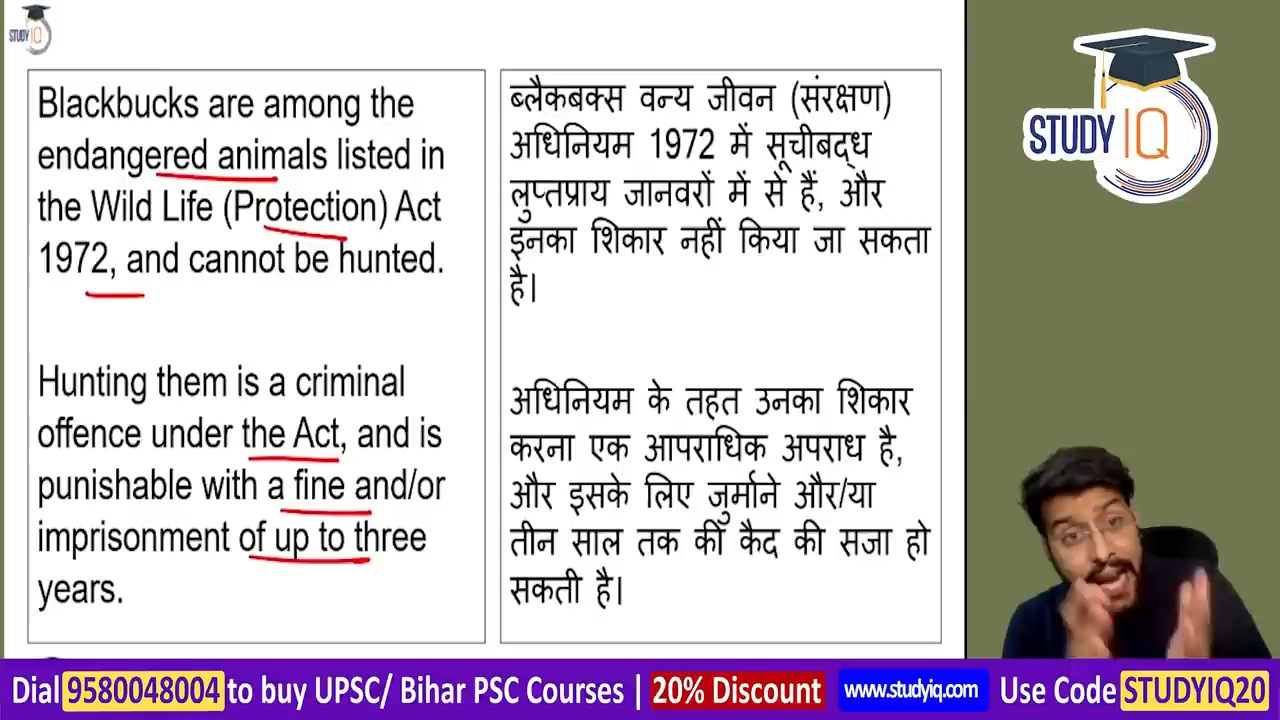 STUDY IQ
Blackbucks are among the
endangered animals listed in
the Wild Life (Protection) Act
1972, and cannot be hunted.
Hunting them is a criminal
offence under the Act, and is
punishable with a fine and/or
imprisonment of up to three
years.
ब्लैकबक्स वन्य जीवन (संरक्षण)
अधिनियम 1972 में सूचीबद्ध
लुप्तप्राय जानवरों में से हैं, और
इनका शिकार नहीं किया जा सकता
है।
अधिनियम के तहत उनका शिकार
करना एक आपराधिक अपराध है,
और इसके लिए जुर्माने और/या
तीन साल तक की कैद की सजा हो
सकती है।
STUDY IQ
Dial 9580048004 to buy UPSC/ Bihar PSC Courses | 20% Discount www.studyiq.com Use Code STUDYIQ20